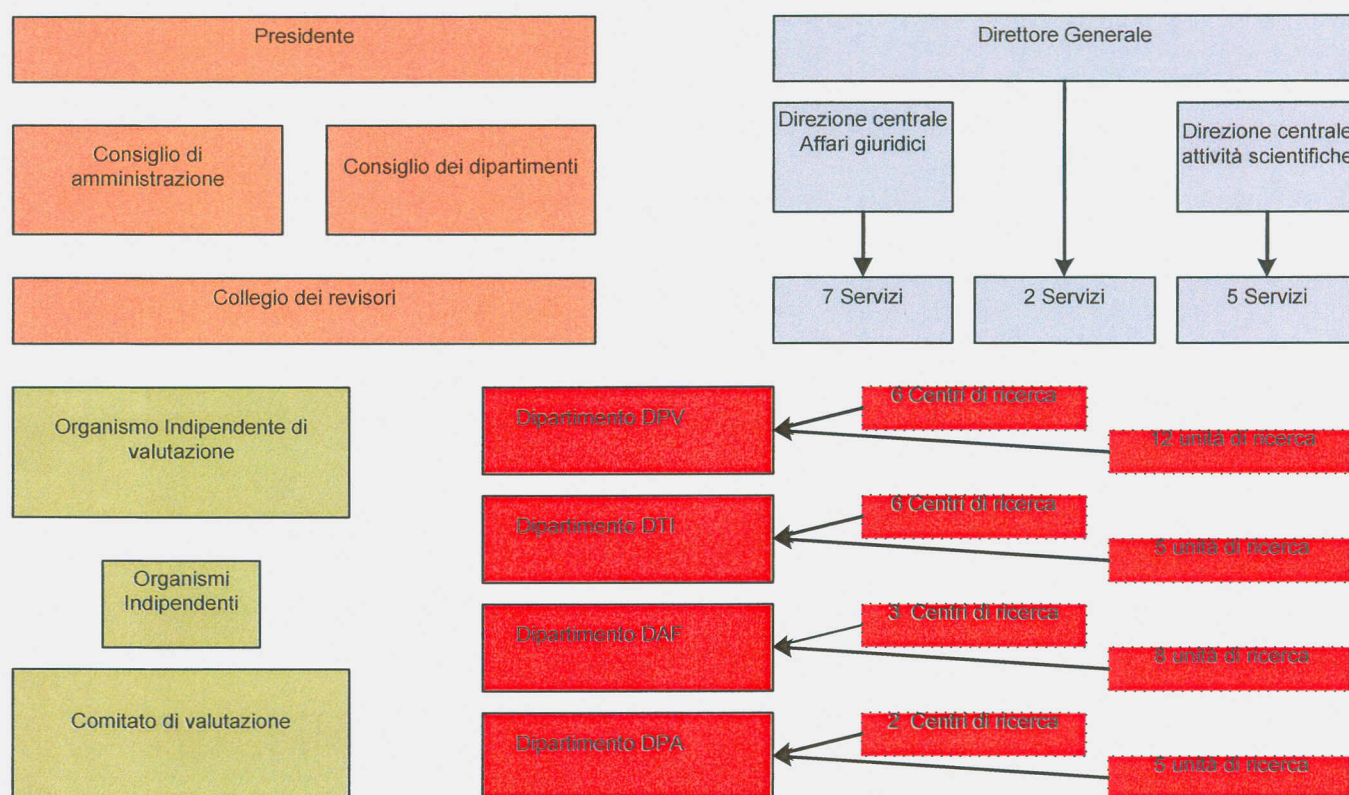 Presidente
Direttore Generale
Consiglio di
amministrazione
Consiglio dei dipartimenti
Direzione centrale
Affari giuridici
Direzione centrale
attività scientifiche
Collegio dei revisori
7 Servizi
2 Servizi
5 Servizi
Organismo Indipendente di
valutazione
Organismi
Indipendenti
Comitato di valutazione
Dipartimento DPV
6 Centri di ricerca
12 unità di ricerca
Dipartimento DTI
6 Centri di ricerca
5 unità di ricerca
Dipartimento DAF
3 Centri di ricerca
8 unità di ricerca
Dipartimento DPA
2 Centri di ricerca
5 unità di ricerca